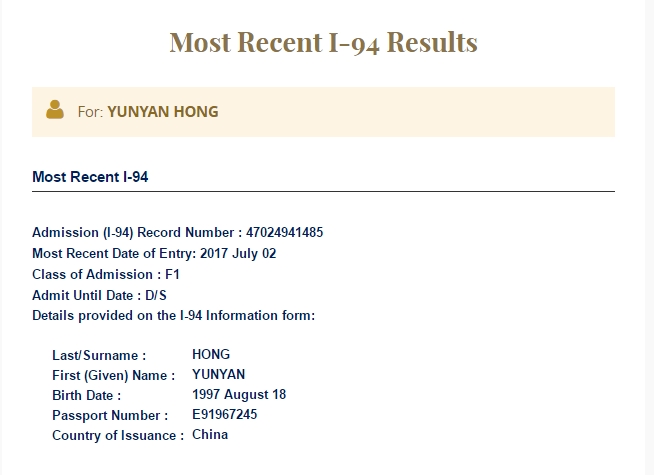 Most Recent I-94 Results
For: YUNYAN HONG
Most Recent I-94
Admission (I-94) Record Number : 47024941485
Most Recent Date of Entry: 2017 July 02
Class of Admission : F1
Admit Until Date : D/S
Details provided on the I-94 Information form:
Last/Surname : HONG
First (Given) Name : YUNYAN
Birth Date : 1997 August 18
Passport Number : E91967245
Country of Issuance : China